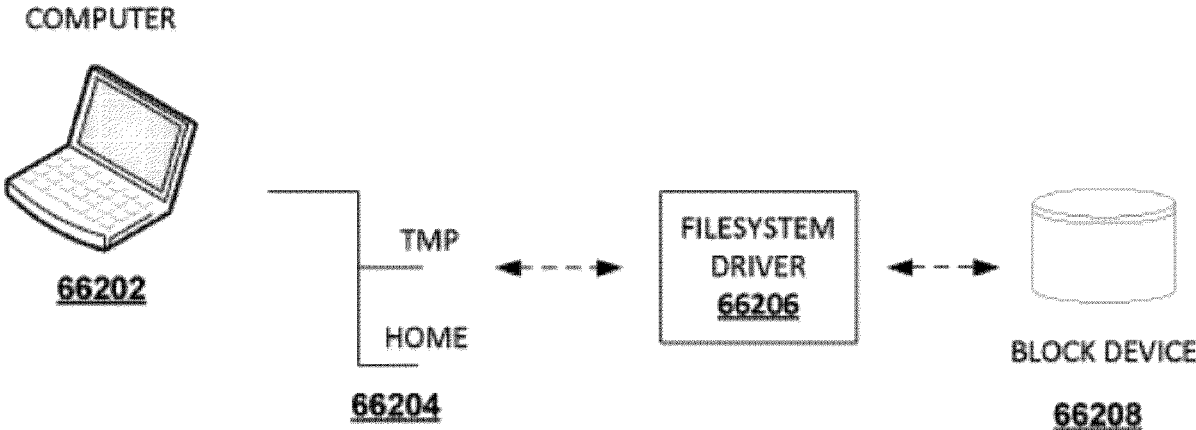 COMPUTER
66202
TMP
HOME
66204
FILESYSTEM
DRIVER
66206
BLOCK DEVICE
66208